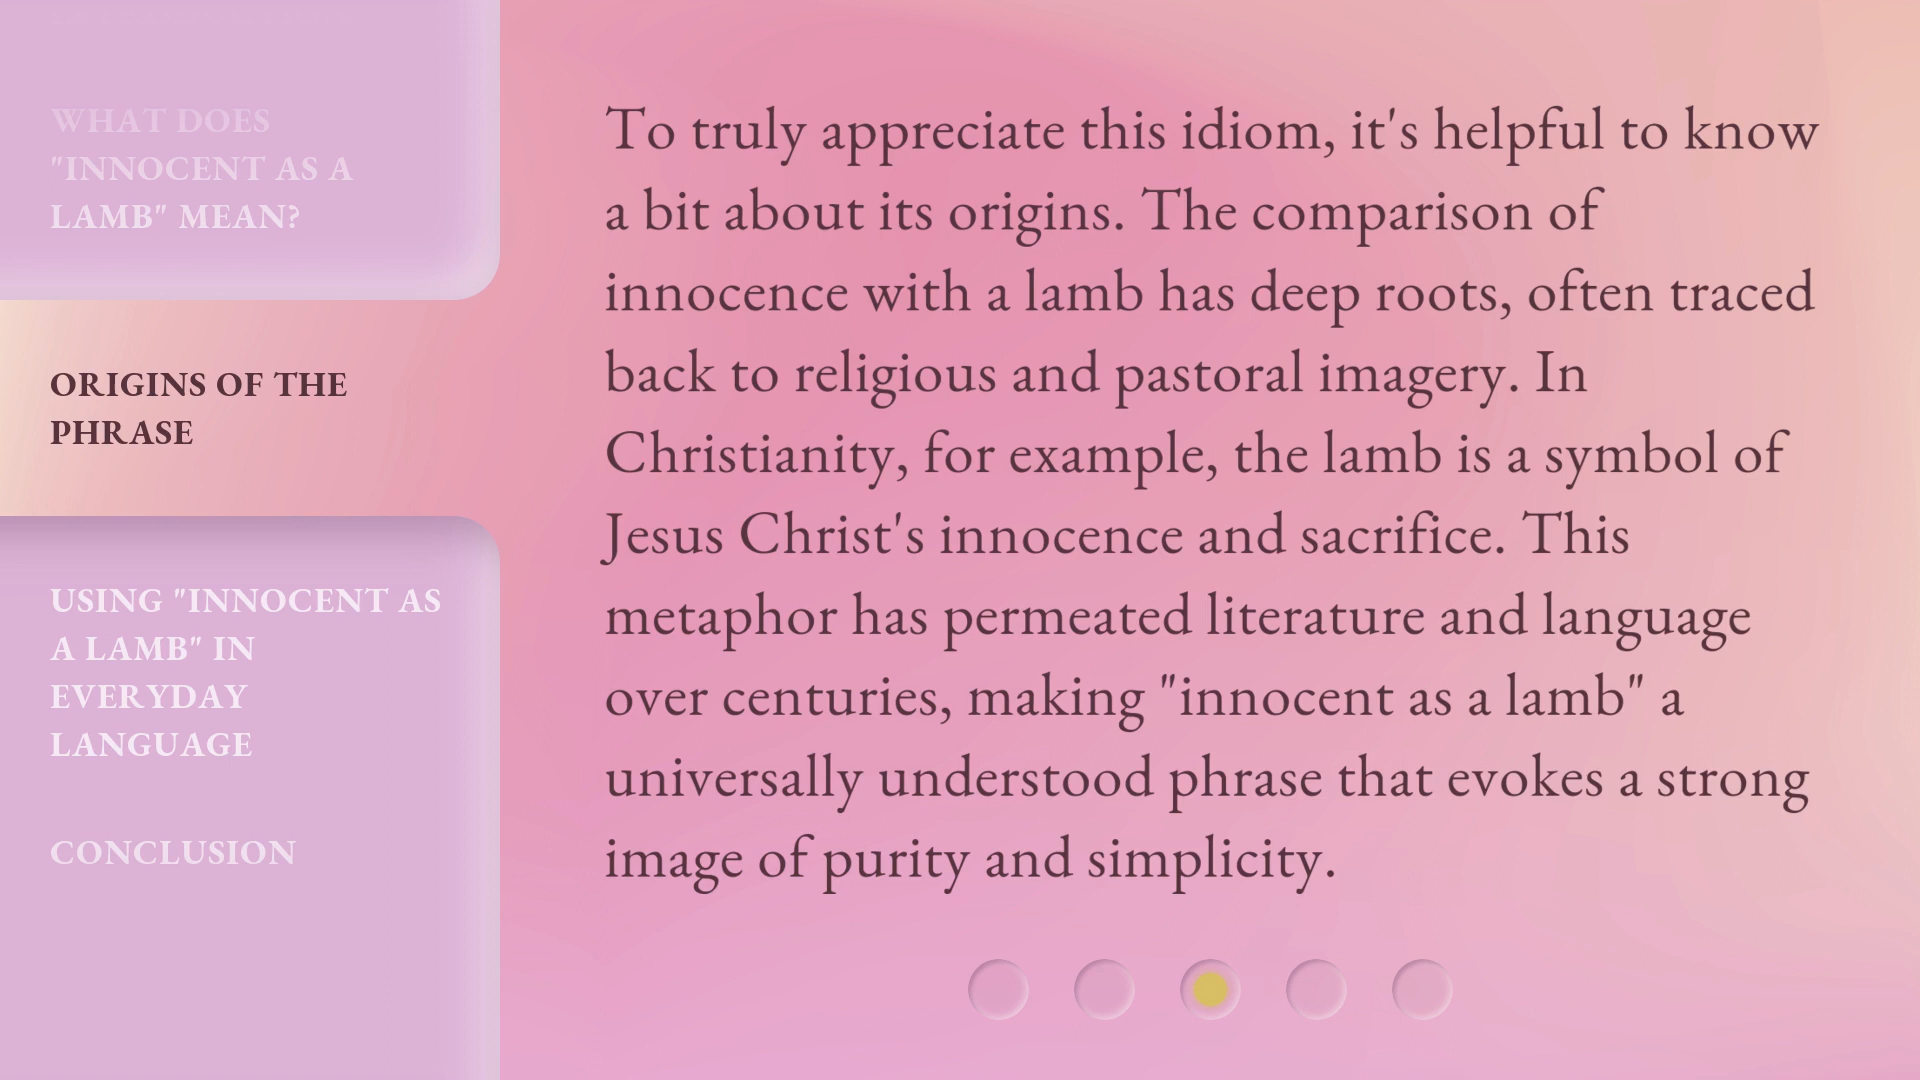 WHAT DOES
"INNOCENT AS A
LAMB" MEAN?
ORIGINS OF THE
PHRASE
USING "INNOCENT AS
A LAMB" IN
EVERYDAY
LANGUAGE
CONCLUSION
To truly appreciate this idiom, it's helpful to know
a bit about its origins. The comparison of
innocence with a lamb has deep roots, often traced
back to religious and pastoral imagery. In
Christianity, for example, the lamb is a symbol of
Jesus Christ's innocence and sacrifice. This
metaphor has permeated literature and language
over centuries, making "innocent as a lamb" a
universally understood phrase that evokes a strong
image of purity and simplicity.